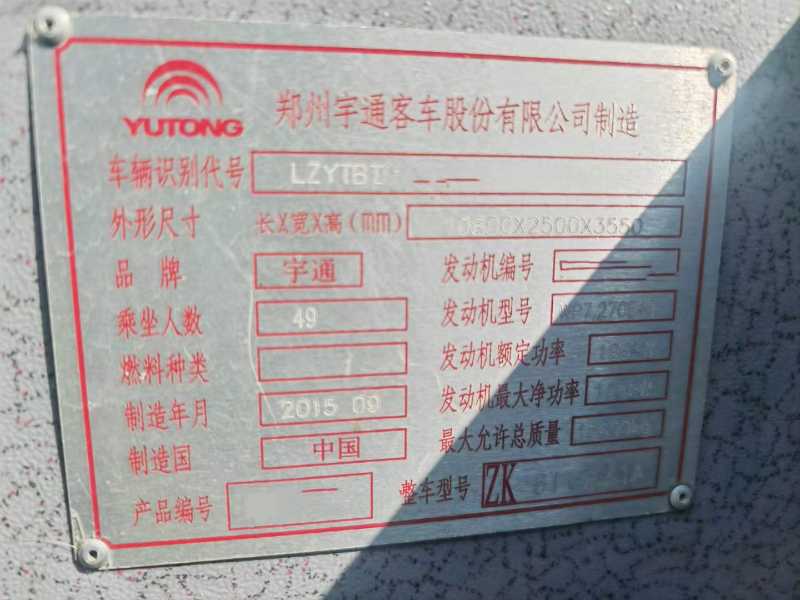 YUTONG
郑州宇通客车股份有限公司制造
车辆识别代号 LZYTBT
外形尺寸 长X宽X高(mm) X2500X3550
品牌 宇通 发动机编号
乘坐人数 49 发动机型号
燃料种类 发动机额定功率
制造年月 2015 09 发动机最大净功率
制造国 中国 最大允许总质量
产品编号 整车型号 ZK